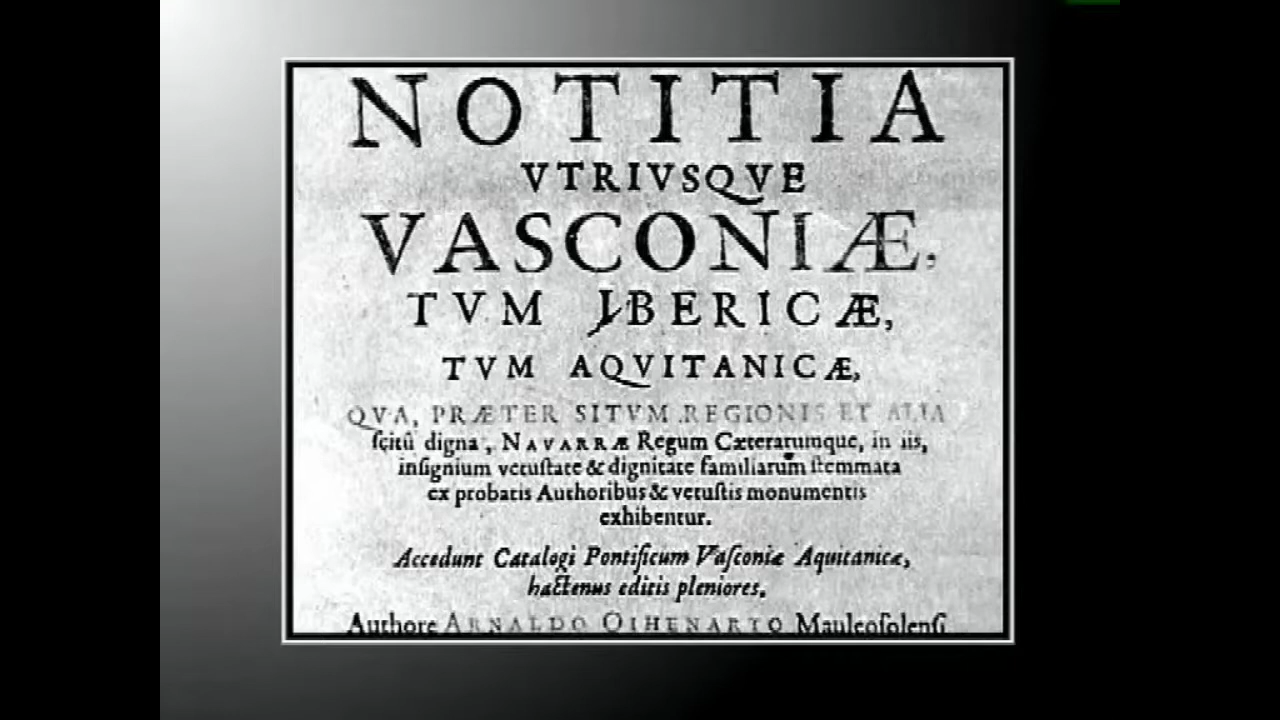 NOTITIA
VTRIVSQVE
VASCONIÆ,
TVM IBERICÆ,
TVM AQVITANICÆ,
QVA, PRÆTER SITVM REGIONIS ET ALIA
ſcitû digna, NAVARRÆ Regum Cæterarumque, in iis,
inſignium vetuſtate & dignitate familiarum ſtemmata
ex probatis Authoribus & vetuſtis monumentis
exhibentur.
Accedunt Catalogi Pontificum Vaſconiæ Aquitanicæ,
hactenus editis pleniores.
Authore ARNALDO OIHENARTO Mauleoſolenſi